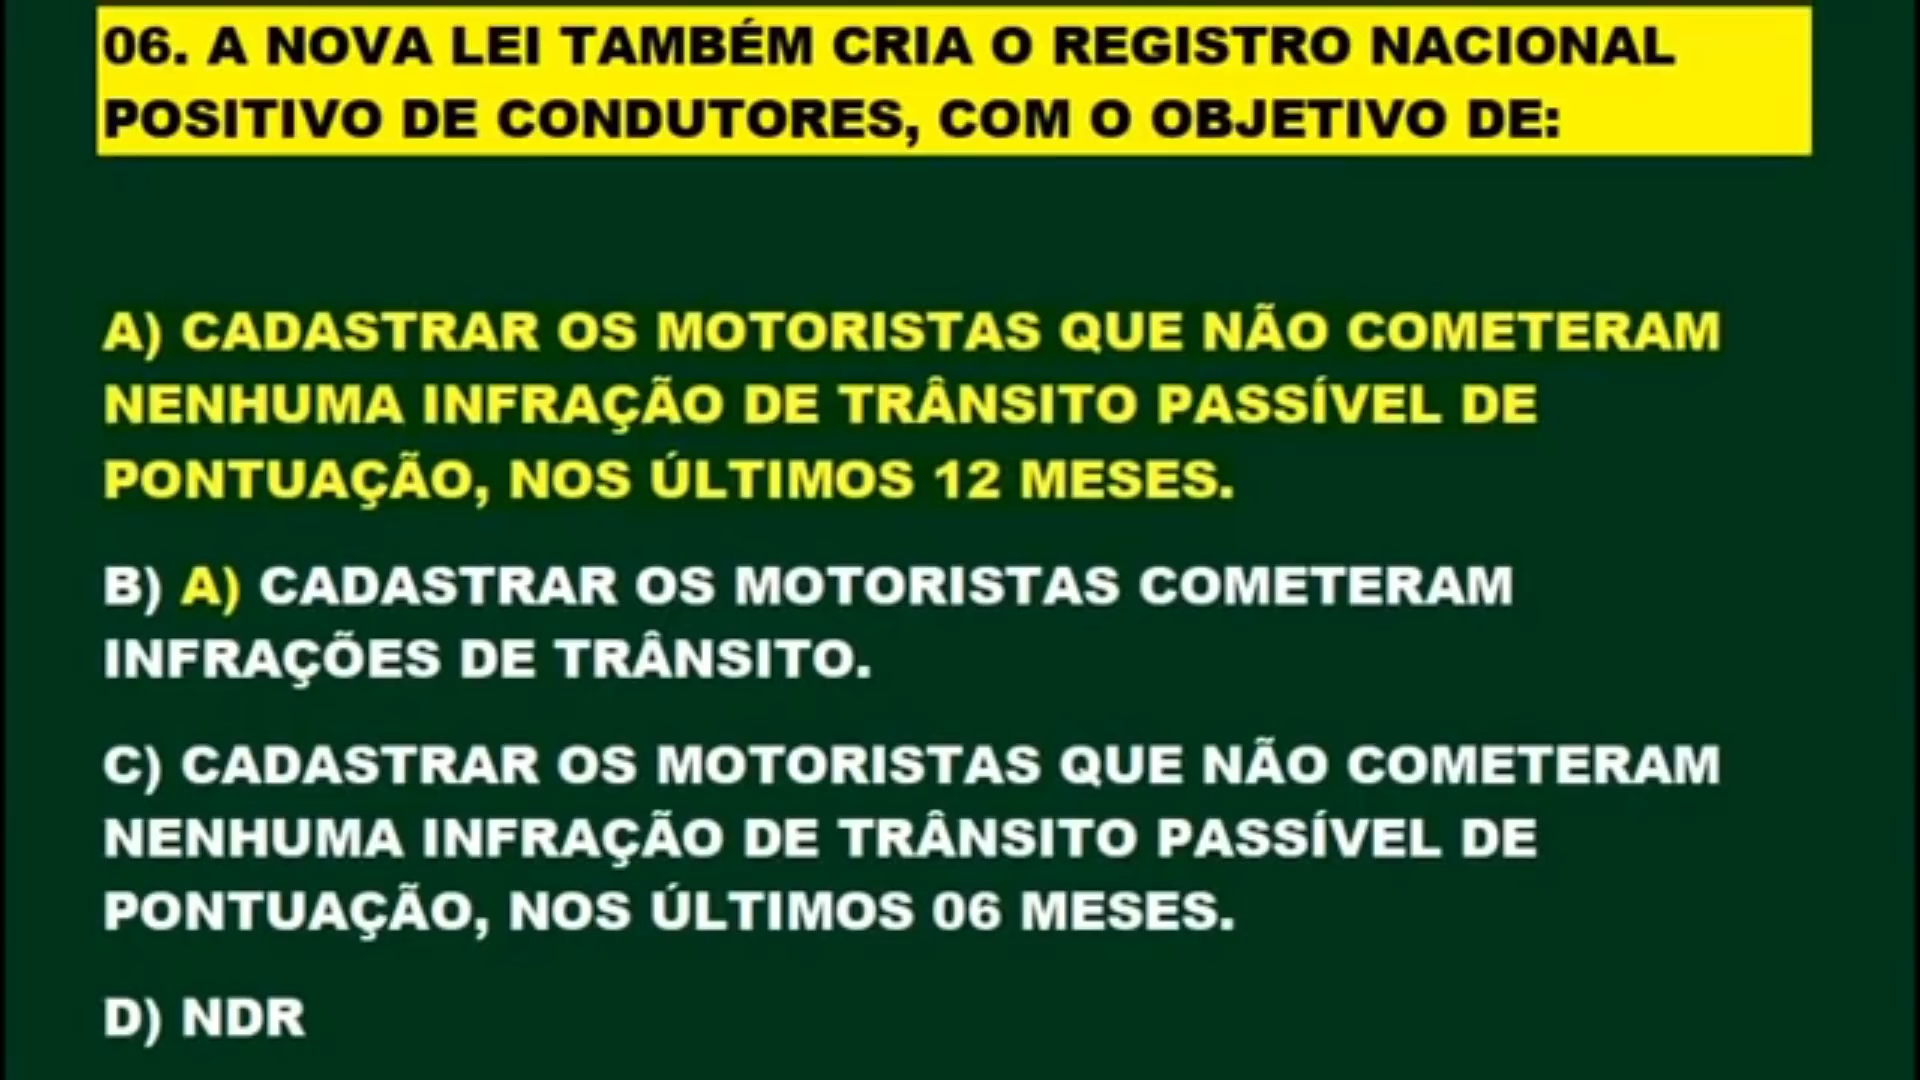 06. A NOVA LEI TAMBÉM CRIA O REGISTRO NACIONAL
POSITIVO DE CONDUTORES, COM O OBJETIVO DE:
A) CADASTRAR OS MOTORISTAS QUE NÃO COMETERAM
NENHUMA INFRAÇÃO DE TRÂNSITO PASSÍVEL DE
PONTUAÇÃO, NOS ÚLTIMOS 12 MESES.
B) A) CADASTRAR OS MOTORISTAS COMETERAM
INFRAÇÕES DE TRÂNSITO.
C) CADASTRAR OS MOTORISTAS QUE NÃO COMETERAM
NENHUMA INFRAÇÃO DE TRÂNSITO PASSÍVEL DE
PONTUAÇÃO, NOS ÚLTIMOS 06 MESES.
D) NDR